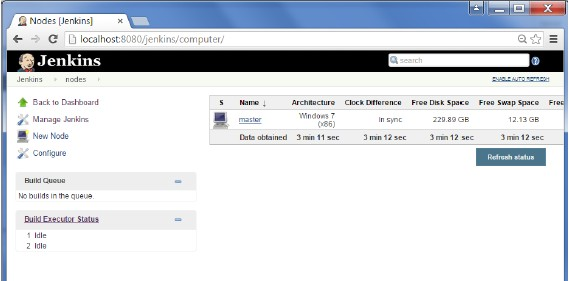 Nodes [Jenkins]
localhost:8080/jenkins/computer/
Jenkins
search
Jenkins nodes
ENABLE AUTO REFRESH
Back to Dashboard
Manage Jenkins
New Node
Configure
S Name ↓ Architecture Clock Difference Free Disk Space Free Swap Space Free
master Windows 7 (x86) In sync 229.89 GB 12.13 GB
Data obtained 3 min 11 sec 3 min 12 sec 3 min 12 sec 3 min 12 sec
Refresh status
Build Queue
No builds in the queue.
Build Executor Status
1 Idle
2 Idle